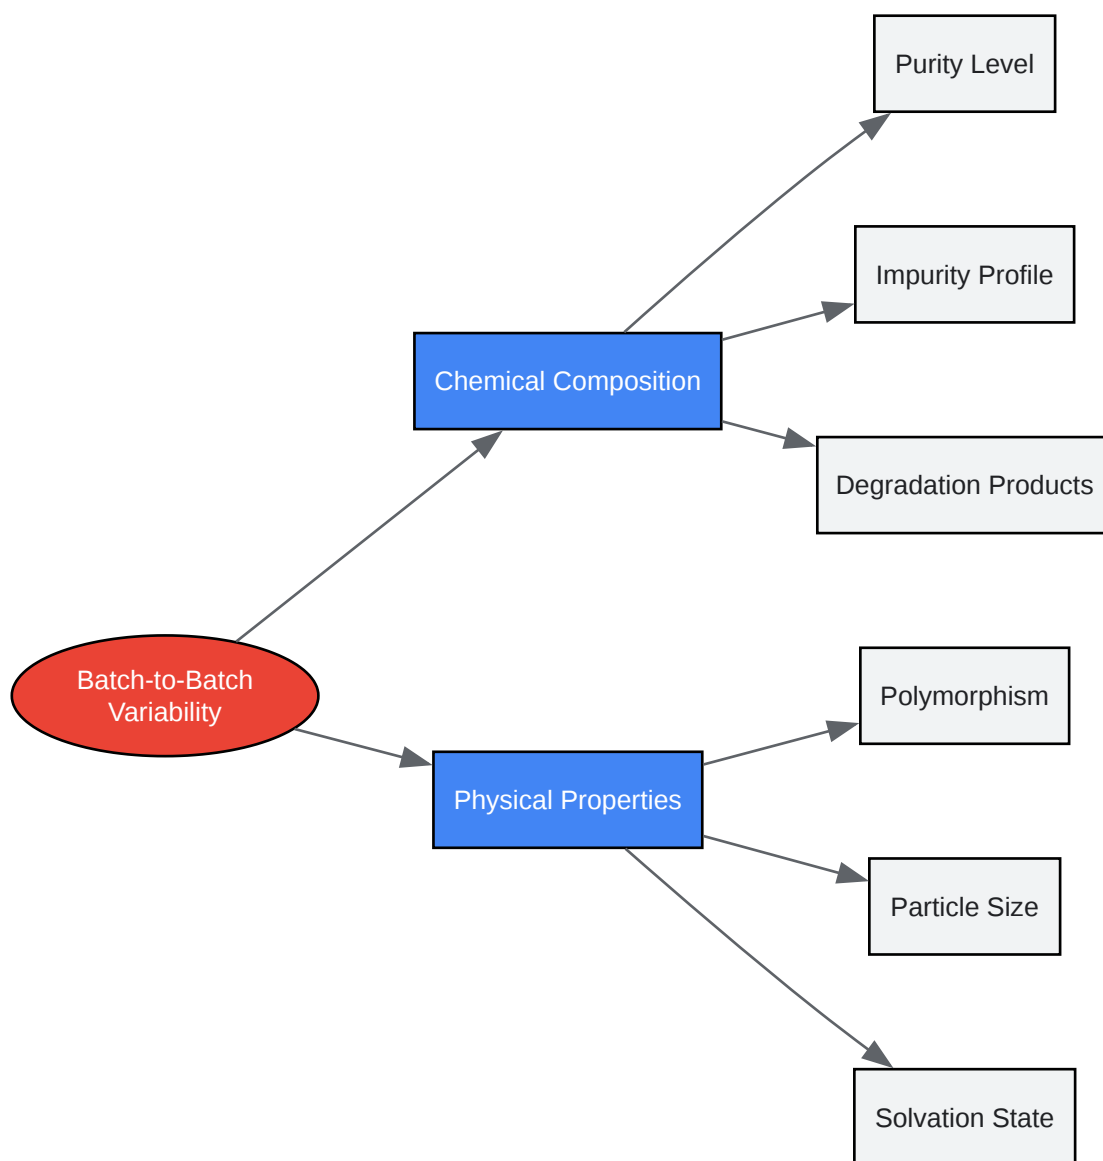 Purity Level
Impurity Profile
Chemical Composition
Degradation Products
Batch-to-Batch
Variability
Polymorphism
Physical Properties
Particle Size
Solvation State